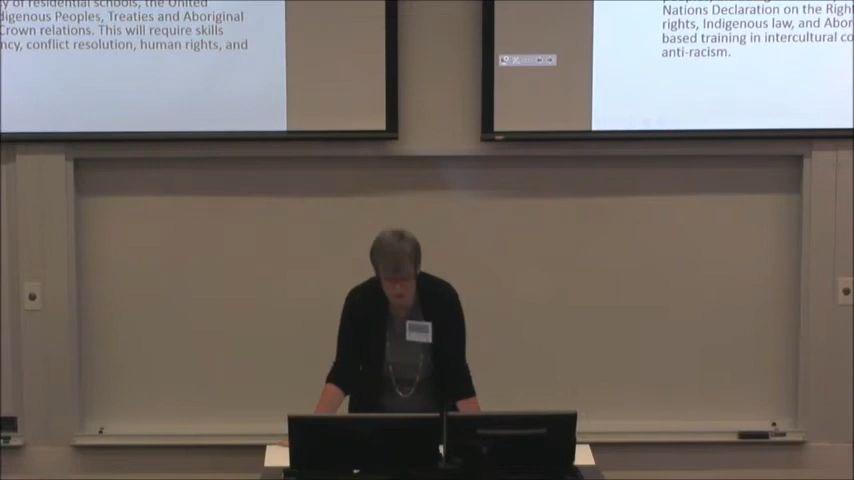 y of residential schools, the United
digenous Peoples, Treaties and Aboriginal
Crown relations. This will require skills
ncy, conflict resolution, human rights, and
Nations Declaration on the Righ
rights, Indigenous law, and Abor
based training in intercultural co
anti-racism.